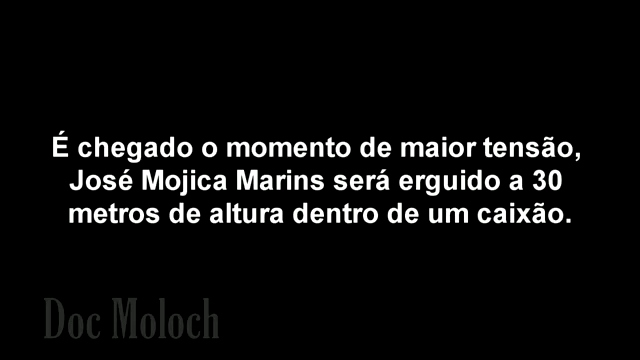 É chegado o momento de maior tensão,
José Mojica Marins será erguido a 30
metros de altura dentro de um caixão.
Doc Moloch